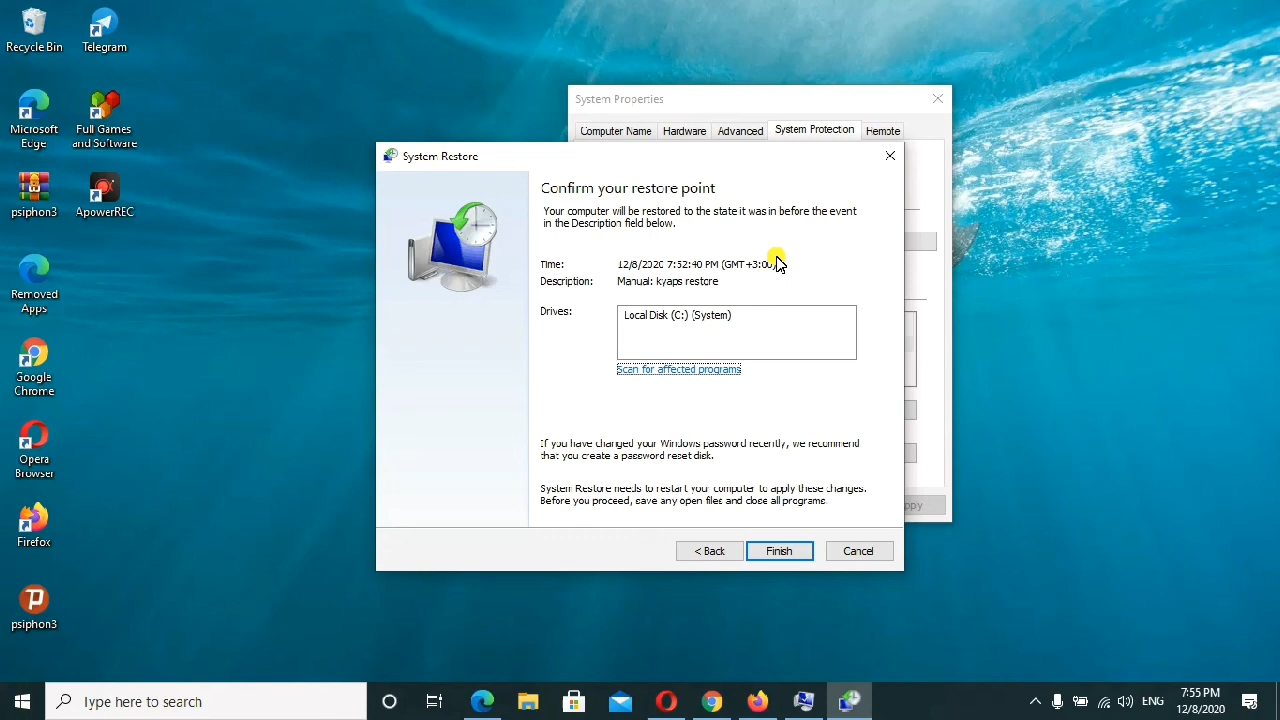 Recycle Bin
Telegram
Microsoft
Edge
Full Games
and Software
psiphon3
ApowerREC
Removed
Apps
Google
Chrome
Opera
Browser
Firefox
psiphon3
System Properties
Computer Name
Hardware
Advanced
System Protection
Remote
System Restore
Confirm your restore point
Your computer will be restored to the state it was in before the event
in the Description field below.
Time: 12/8/2020 7:52:40 PM (GMT+3:00)
Description: Manual: kyaps restore
Drives: Local Disk (C:) (System)
Scan for affected programs
If you have changed your Windows password recently, we recommend
that you create a password reset disk.
System Restore needs to restart your computer to apply these changes.
Before you proceed, save any open files and close all programs.
< Back
Finish
Cancel
Type here to search
ENG
7:55 PM
12/8/2020